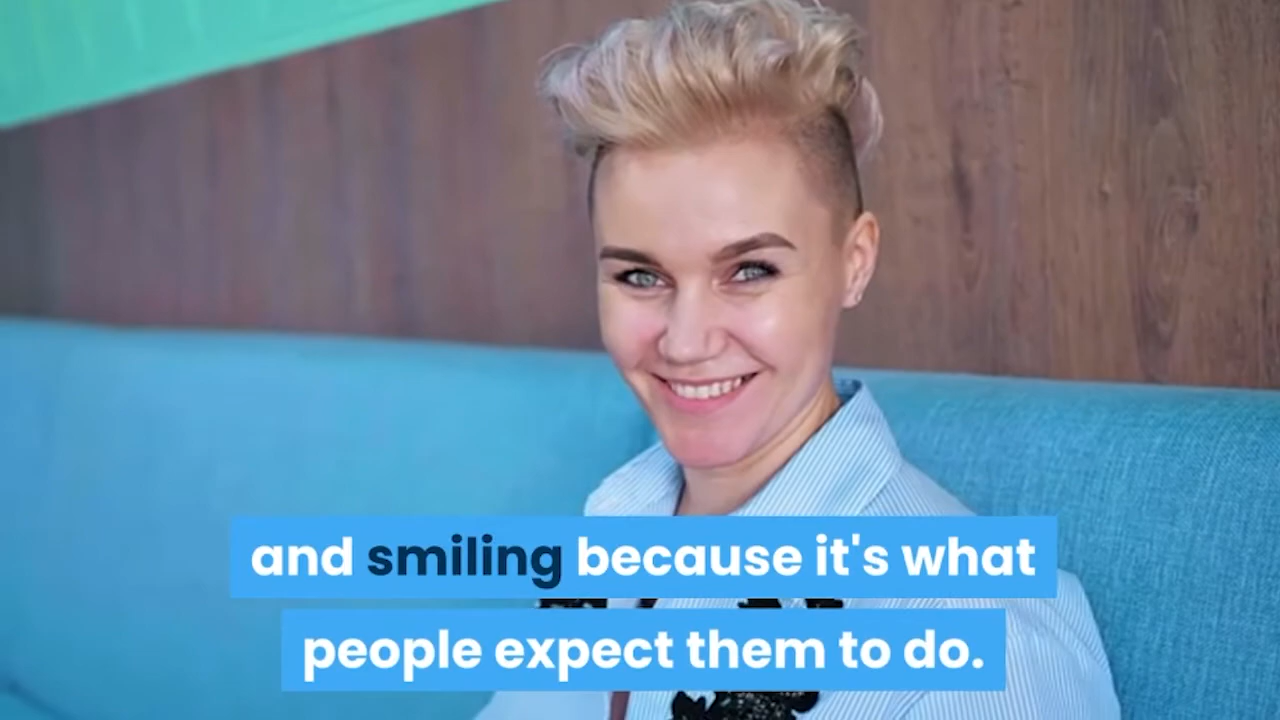 and smiling because it's what
people expect them to do.